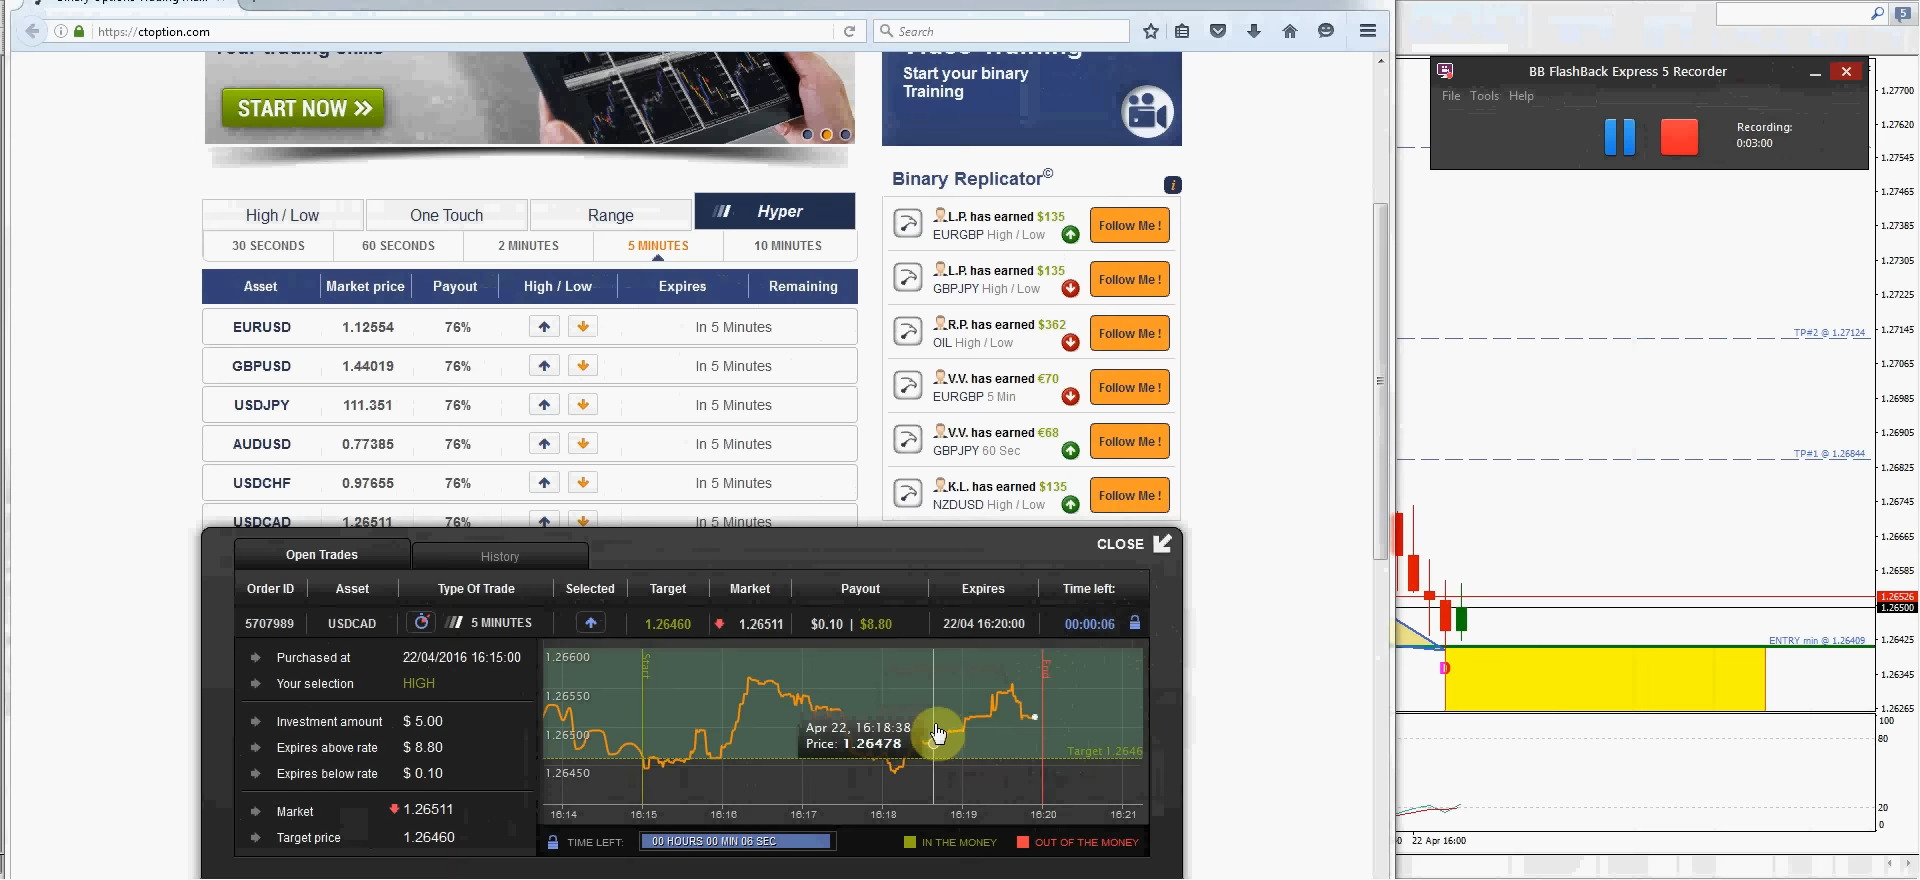 https://ctoption.com
Search
5
your trading skills
START NOW
Start your binary
Training
BB FlashBack Express 5 Recorder
File Tools Help
Recording:
0:03:00
Binary Replicator©
High / Low
One Touch
Range
Hyper
30 SECONDS
60 SECONDS
2 MINUTES
5 MINUTES
10 MINUTES
Asset Market price Payout High / Low Expires Remaining
EURUSD 1.12554 76% In 5 Minutes
GBPUSD 1.44019 76% In 5 Minutes
USDJPY 111.351 76% In 5 Minutes
AUDUSD 0.77385 76% In 5 Minutes
USDCHF 0.97655 76% In 5 Minutes
USDCAD 1.26511 76% In 5 Minutes
L.P. has earned $135
EURGBP High / Low
Follow Me !
L.P. has earned $135
GBPJPY High / Low
Follow Me !
R.P. has earned $362
OIL High / Low
Follow Me !
V.V. has earned €70
EURGBP 5 Min
Follow Me !
V.V. has earned €68
GBPJPY 60 Sec
Follow Me !
K.L. has earned $135
NZDUSD High / Low
Follow Me !
Open Trades
History
CLOSE
Order ID Asset Type Of Trade Selected Target Market Payout Expires Time left:
5707989 USDCAD 5 MINUTES 1.26460 1.26511 $0.10 | $8.80 22/04 16:20:00 00:00:06
Purchased at 22/04/2016 16:15:00
Your selection HIGH
Investment amount $ 5.00
Expires above rate $ 8.80
Expires below rate $ 0.10
Market 1.26511
Target price 1.26460
1.26600
1.26550
1.26500
1.26450
Start
End
Apr 22, 16:18:38
Price: 1.26478
Target 1.2646
16:14 16:15 16:16 16:17 16:18 16:19 16:20 16:21
TIME LEFT: 00 HOURS 00 MIN 06 SEC
IN THE MONEY
OUT OF THE MONEY
1.27700
1.27620
1.27545
1.27465
1.27385
1.27305
1.27225
1.27145
1.27065
1.26985
1.26905
1.26825
1.26745
1.26665
1.26585
1.26526
1.26500
1.26425
1.26345
1.26265
TP#2 @ 1.27124
TP#1 @ 1.26844
ENTRY min @ 1.26409
D
100
80
20
0
22 Apr 16:00